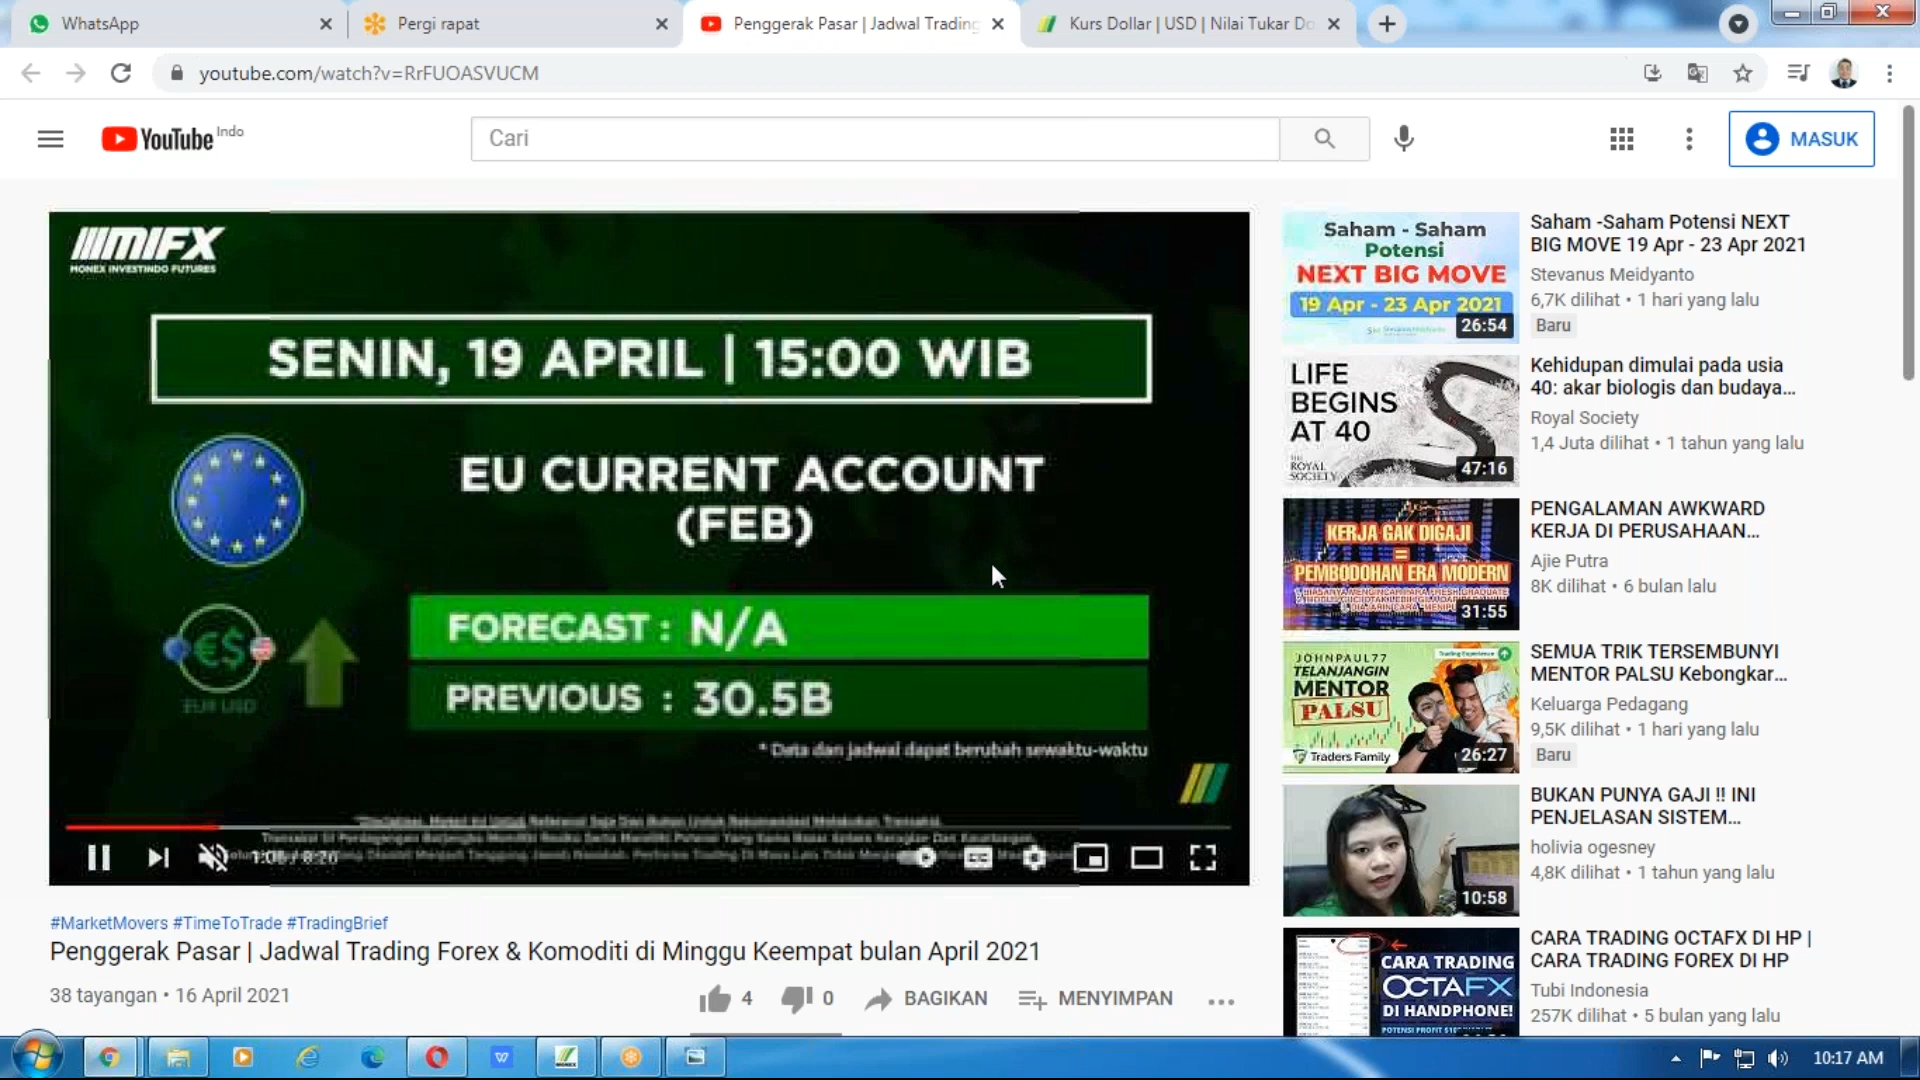 WhatsApp
Pergi rapat
Penggerak Pasar | Jadwal Trading
Kurs Dollar | USD | Nilai Tukar Do
youtube.com/watch?v=RrFUOASVUCM
YouTube Indo
Cari
MASUK
MIFX
MONEX INVESTINDO FUTURES
SENIN, 19 APRIL | 15:00 WIB
EU CURRENT ACCOUNT
(FEB)
FORECAST : N/A
€$
EUR USD
PREVIOUS : 30.5B
* Data dan jadwal dapat berubah sewaktu-waktu
1:05 / 8:26
#MarketMovers #TimeToTrade #TradingBrief
Penggerak Pasar | Jadwal Trading Forex & Komoditi di Minggu Keempat bulan April 2021
38 tayangan • 16 April 2021
4
0
BAGIKAN
MENYIMPAN
Saham - Saham
Potensi
NEXT BIG MOVE
19 Apr - 23 Apr 2021
26:54
Saham -Saham Potensi NEXT
BIG MOVE 19 Apr - 23 Apr 2021
Stevanus Meidyanto
6,7K dilihat • 1 hari yang lalu
Baru
LIFE
BEGINS
AT 40
THE
ROYAL
SOCIETY
47:16
Kehidupan dimulai pada usia
40: akar biologis dan budaya...
Royal Society
1,4 Juta dilihat • 1 tahun yang lalu
KERJA GAK DIGAJI
=
PEMBODOHAN ERA MODERN
31:55
PENGALAMAN AWKWARD
KERJA DI PERUSAHAAN...
Ajie Putra
8K dilihat • 6 bulan lalu
JOHNPAUL77
TELANJANGIN
MENTOR
PALSU
Trading Experience
Traders Family
26:27
SEMUA TRIK TERSEMBUNYI
MENTOR PALSU Kebongkar...
Keluarga Pedagang
9,5K dilihat • 1 hari yang lalu
Baru
10:58
BUKAN PUNYA GAJI !! INI
PENJELASAN SISTEM...
holivia ogesney
4,8K dilihat • 1 tahun yang lalu
CARA TRADING
OCTAFX
DI HANDPHONE!
CARA TRADING OCTAFX DI HP |
CARA TRADING FOREX DI HP
Tubi Indonesia
257K dilihat • 5 bulan yang lalu
10:17 AM